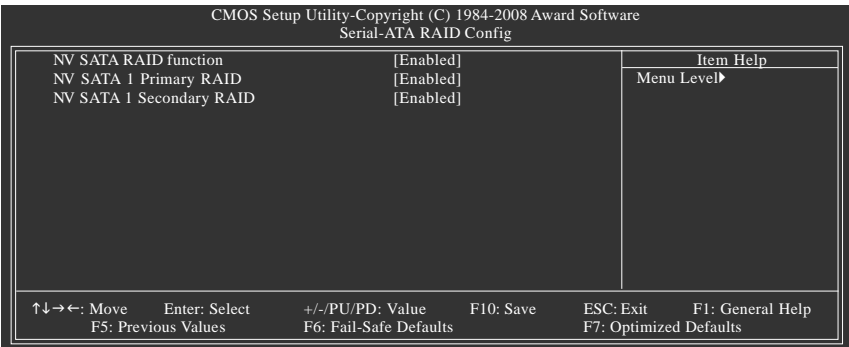 CMOS Setup Utility-Copyright (C) 1984-2008 Award Software
Serial-ATA RAID Config
NV SATA RAID function [Enabled]
NV SATA 1 Primary RAID [Enabled]
NV SATA 1 Secondary RAID [Enabled]
Item Help
Menu Level▶
↑↓→←: Move Enter: Select +/-/PU/PD: Value F10: Save ESC: Exit F1: General Help
F5: Previous Values F6: Fail-Safe Defaults F7: Optimized Defaults